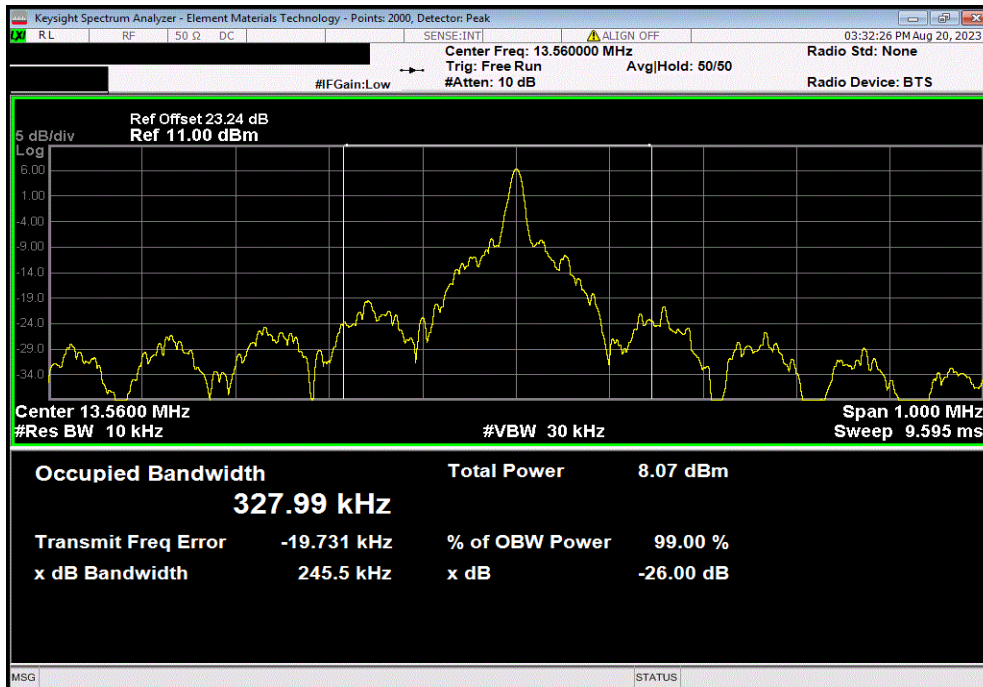 Keysight Spectrum Analyzer - Element Materials Technology - Points: 2000, Detector: Peak
LXI RL RF 50 Ω DC SENSE:INT ALIGN OFF 03:32:26 PM Aug 20, 2023
Center Freq: 13.560000 MHz Radio Std: None
Trig: Free Run Avg|Hold: 50/50
#IFGain:Low #Atten: 10 dB Radio Device: BTS
Ref Offset 23.24 dB
5 dB/div Ref 11.00 dBm
Log
6.00
1.00
-4.00
-9.00
-14.0
-19.0
-24.0
-29.0
-34.0
Center 13.5600 MHz Span 1.000 MHz
#Res BW 10 kHz #VBW 30 kHz Sweep 9.595 ms
Occupied Bandwidth Total Power 8.07 dBm
327.99 kHz
Transmit Freq Error -19.731 kHz % of OBW Power 99.00 %
x dB Bandwidth 245.5 kHz x dB -26.00 dB
MSG STATUS